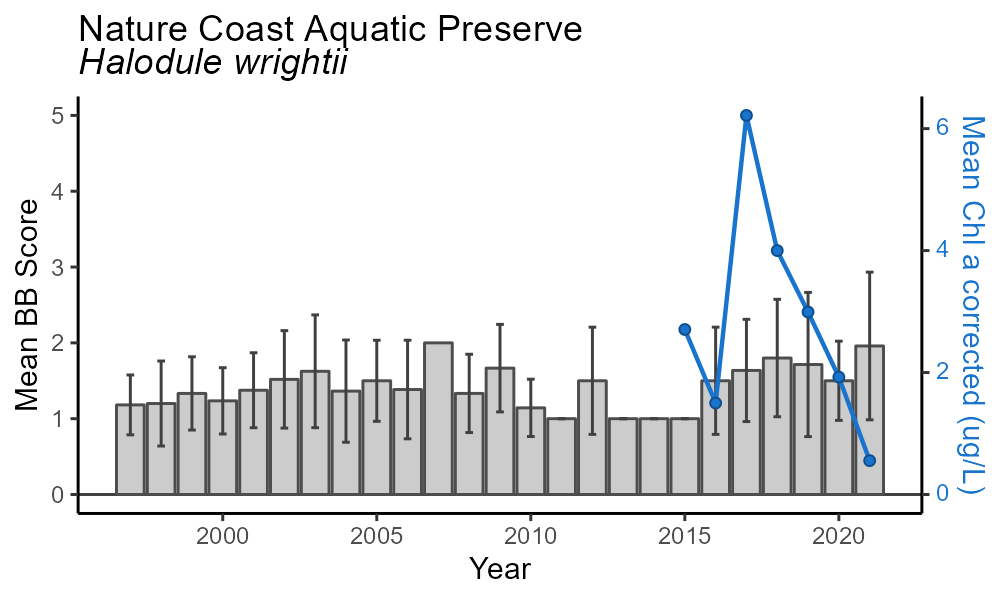 Nature Coast Aquatic Preserve
Halodule wrightii
5
4
3
2
1
0
Mean BB Score
6
4
2
0
Mean Chl a corrected (ug/L)
2000 2005 2010 2015 2020
Year